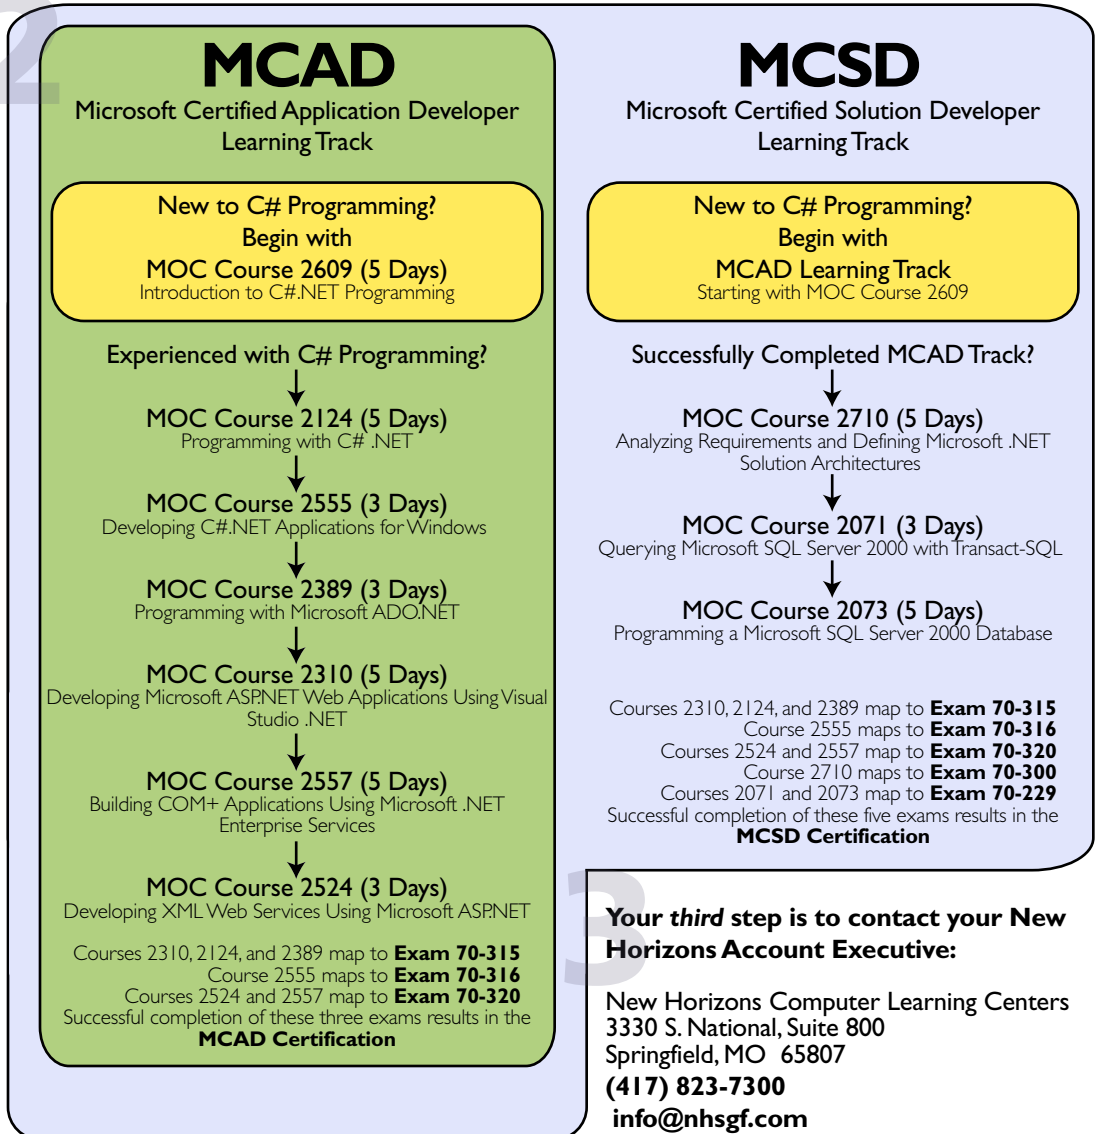 2
MCAD
Microsoft Certified Application Developer
Learning Track
New to C# Programming?
Begin with
MOC Course 2609 (5 Days)
Introduction to C#.NET Programming
Experienced with C# Programming?
MOC Course 2124 (5 Days)
Programming with C# .NET
MOC Course 2555 (3 Days)
Developing C#.NET Applications for Windows
MOC Course 2389 (3 Days)
Programming with Microsoft ADO.NET
MOC Course 2310 (5 Days)
Developing Microsoft ASP.NET Web Applications Using Visual
Studio .NET
MOC Course 2557 (5 Days)
Building COM+ Applications Using Microsoft .NET
Enterprise Services
MOC Course 2524 (3 Days)
Developing XML Web Services Using Microsoft ASP.NET
Courses 2310, 2124, and 2389 map to Exam 70-315
Course 2555 maps to Exam 70-316
Courses 2524 and 2557 map to Exam 70-320
Successful completion of these three exams results in the
MCAD Certification
MCSD
Microsoft Certified Solution Developer
Learning Track
New to C# Programming?
Begin with
MCAD Learning Track
Starting with MOC Course 2609
Successfully Completed MCAD Track?
MOC Course 2710 (5 Days)
Analyzing Requirements and Defining Microsoft .NET
Solution Architectures
MOC Course 2071 (3 Days)
Querying Microsoft SQL Server 2000 with Transact-SQL
MOC Course 2073 (5 Days)
Programming a Microsoft SQL Server 2000 Database
Courses 2310, 2124, and 2389 map to Exam 70-315
Course 2555 maps to Exam 70-316
Courses 2524 and 2557 map to Exam 70-320
Course 2710 maps to Exam 70-300
Courses 2071 and 2073 map to Exam 70-229
Successful completion of these five exams results in the
MCSD Certification
3
Your third step is to contact your New
Horizons Account Executive:
New Horizons Computer Learning Centers
3330 S. National, Suite 800
Springfield, MO 65807
(417) 823-7300
info@nhsgf.com